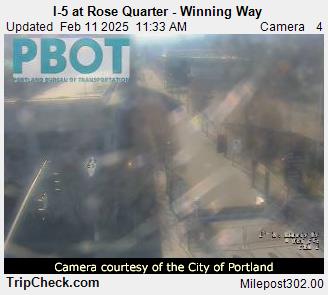 I-5 at Rose Quarter - Winning Way
Updated Feb 11 2025 11:33 AM Camera 4
PBOT
PORTLAND BUREAU OF TRANSPORTATION
Camera courtesy of the City of Portland
TripCheck.com Milepost302.00